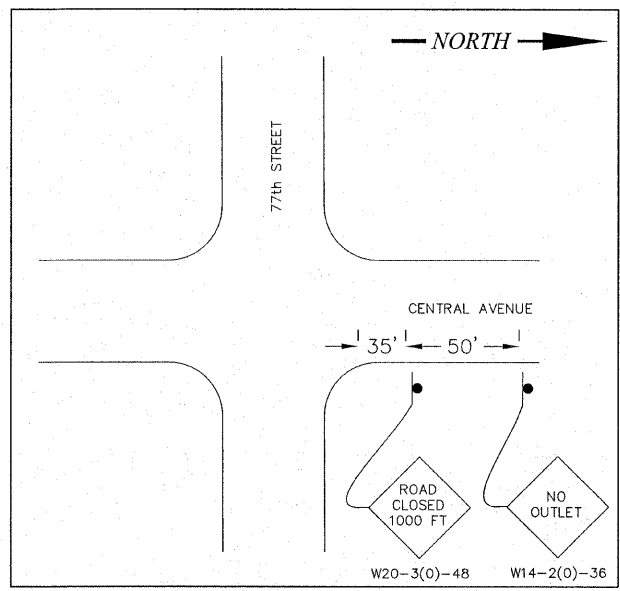 NORTH
77th STREET
CENTRAL AVENUE
35' 50'
ROAD
CLOSED
1000 FT
NO
OUTLET
W20-3(0)-48 W14-2(0)-36